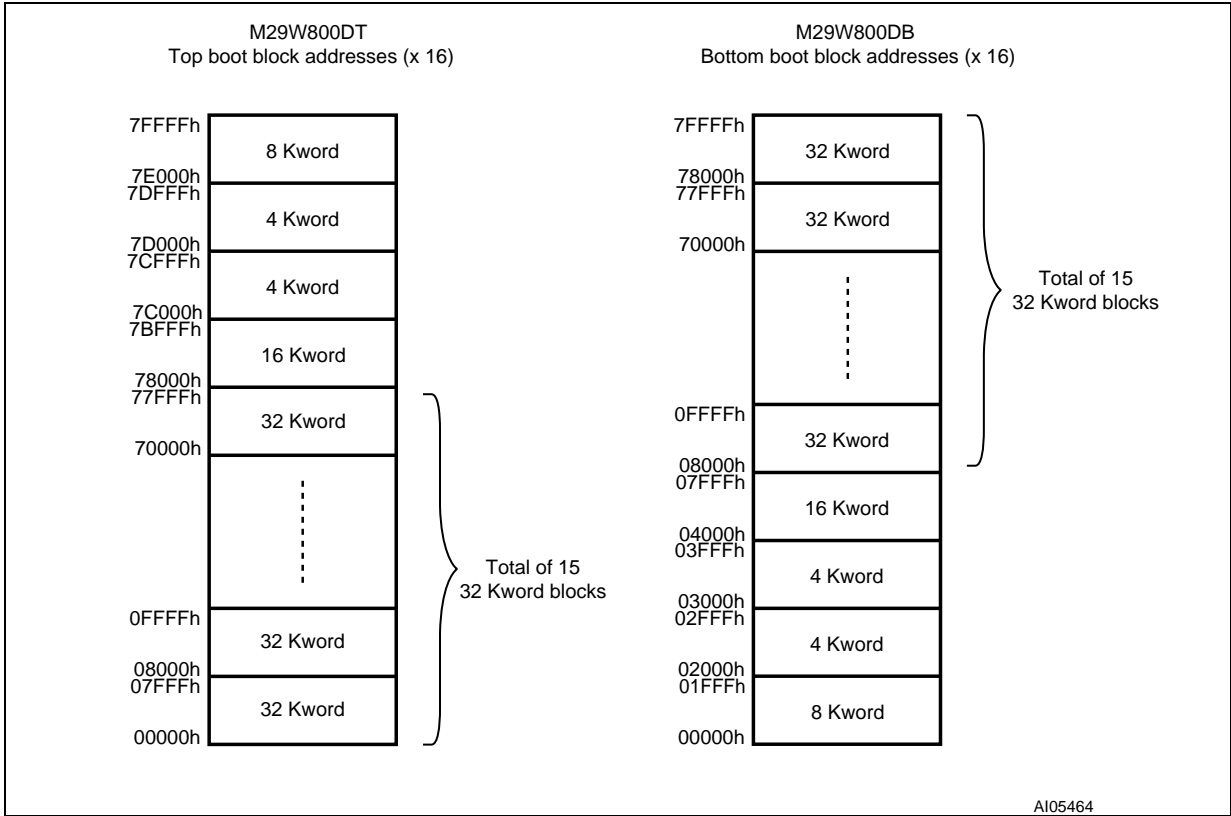 M29W800DT
Top boot block addresses (x 16)
7FFFFh
8 Kword
7E000h
7DFFFh
4 Kword
7D000h
7CFFFh
4 Kword
7C000h
7BFFFh
16 Kword
78000h
77FFFh
32 Kword
70000h
Total of 15
32 Kword blocks
0FFFFh
32 Kword
08000h
07FFFh
32 Kword
00000h
M29W800DB
Bottom boot block addresses (x 16)
7FFFFh
32 Kword
78000h
77FFFh
32 Kword
70000h
Total of 15
32 Kword blocks
0FFFFh
32 Kword
08000h
07FFFh
16 Kword
04000h
03FFFh
4 Kword
03000h
02FFFh
4 Kword
02000h
01FFFh
8 Kword
00000h
AI05464